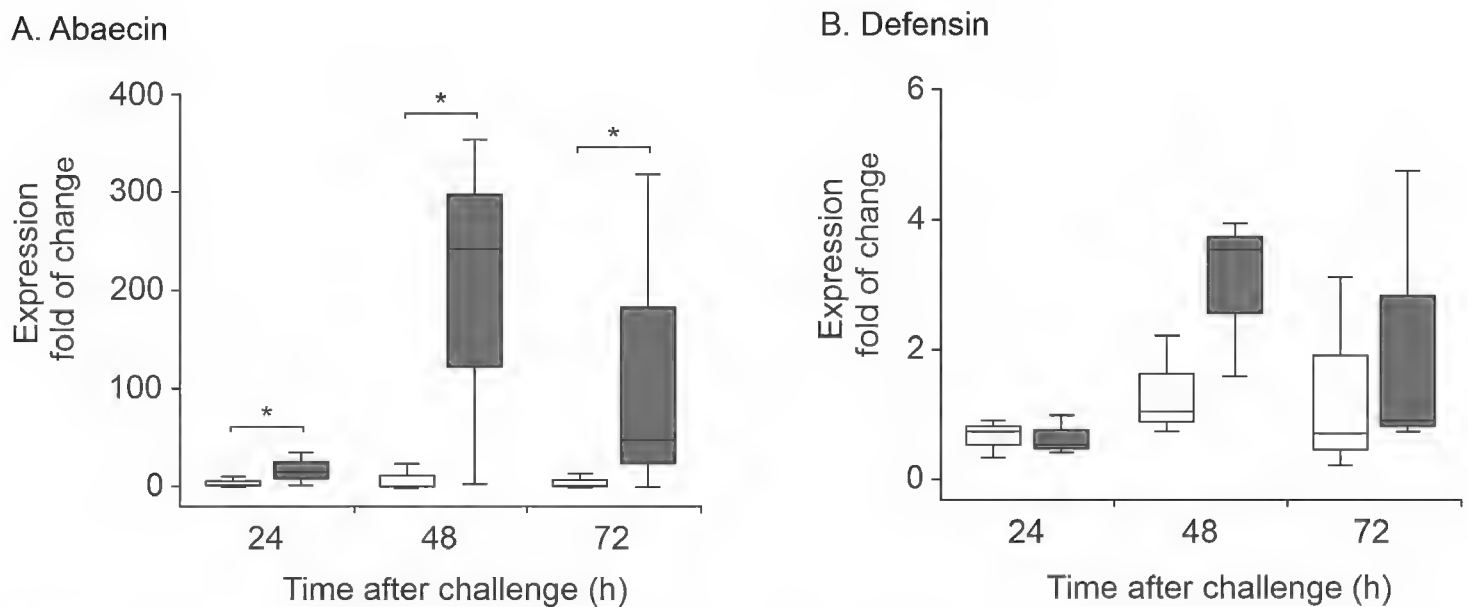 A. Abaecin
Expression
fold of change
400
300
200
100
0
*
*
*
24
48
72
Time after challenge (h)
B. Defensin
Expression
fold of change
6
4
2
0
24
48
72
Time after challenge (h)